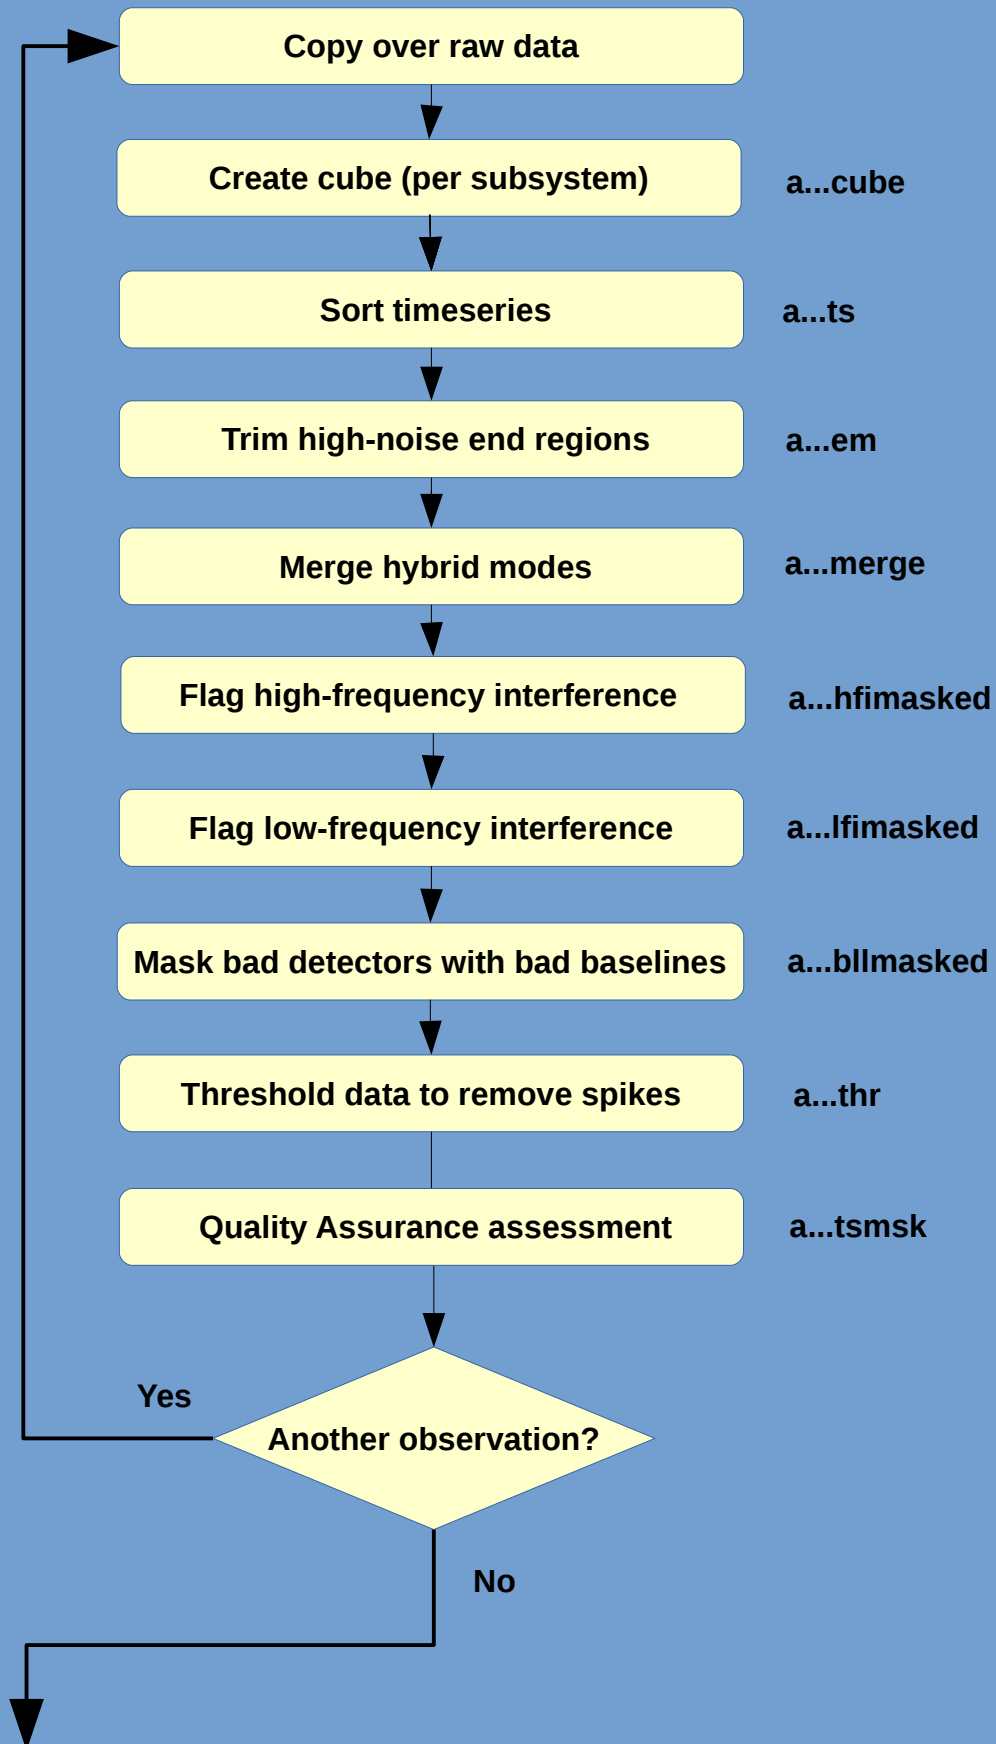 Copy over raw data
Create cube (per subsystem)
a...cube
Sort timeseries
a...ts
Trim high-noise end regions
a...em
Merge hybrid modes
a...merge
Flag high-frequency interference
a...hfimasked
Flag low-frequency interference
a...lfimasked
Mask bad detectors with bad baselines
a...bllmasked
Threshold data to remove spikes
a...thr
Quality Assurance assessment
a...tsmsk
Yes
Another observation?
No